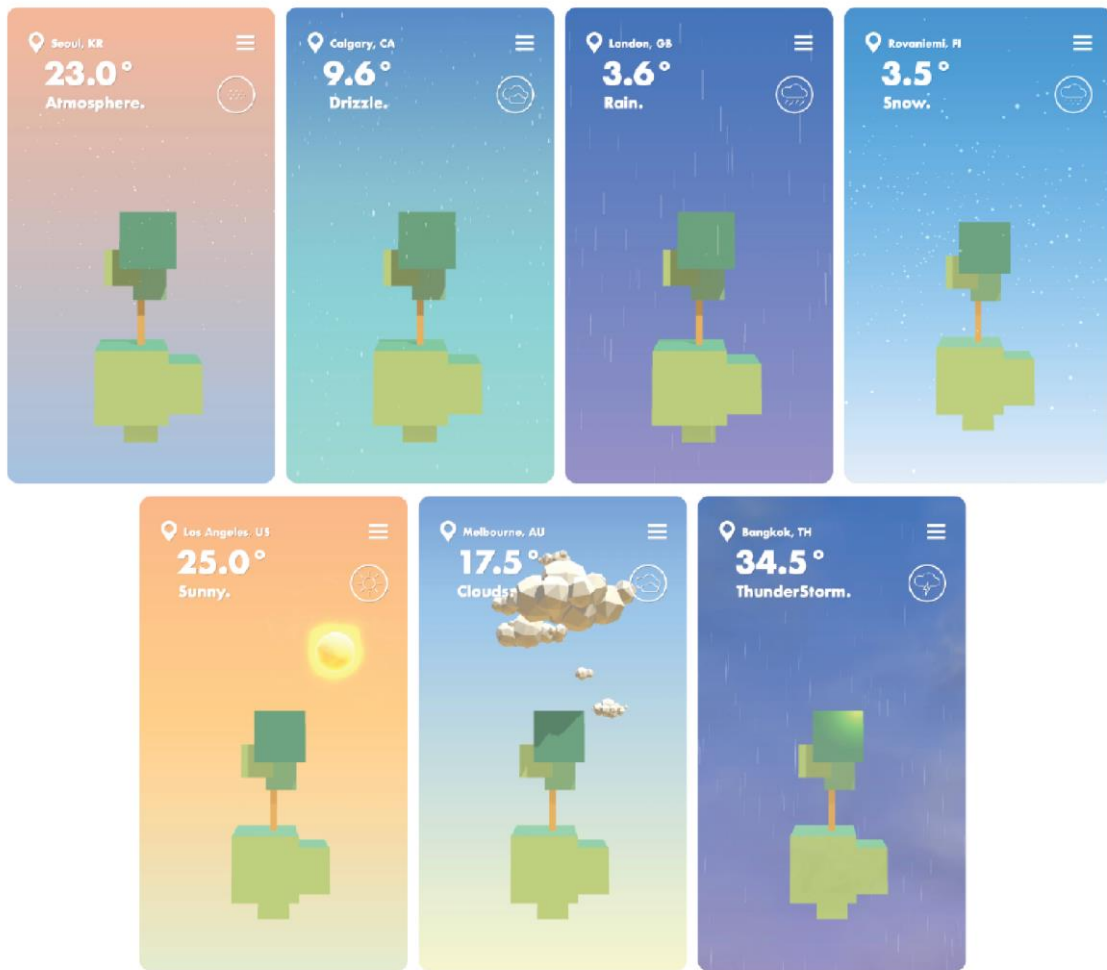 Seoul, KR
23.0°
Atmosphere.
Calgary, CA
9.6°
Drizzle.
London, GB
3.6°
Rain.
Rovaniemi, FI
3.5°
Snow.
Los Angeles, US
25.0°
Sunny.
Melbourne, AU
17.5°
Clouds.
Bangkok, TH
34.5°
ThunderStorm.